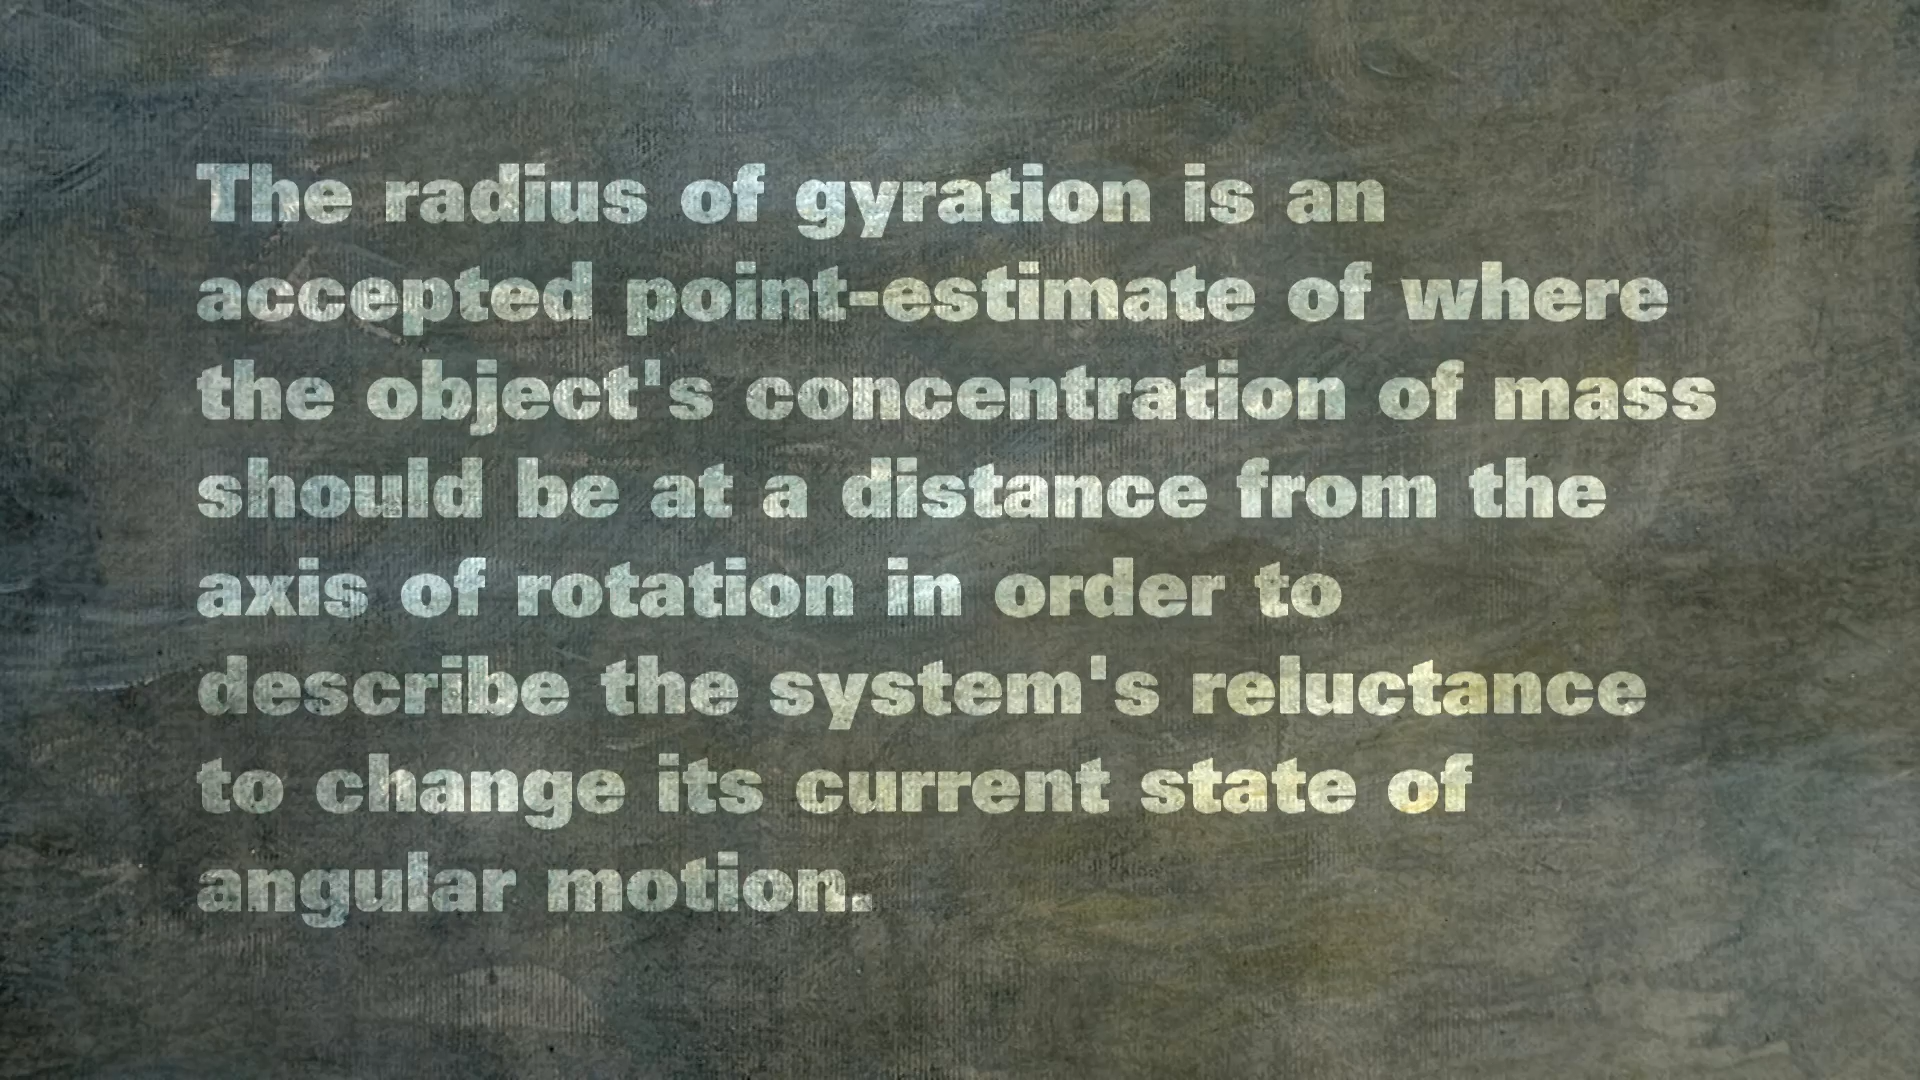 The radius of gyration is an
accepted point-estimate of where
the object's concentration of mass
should be at a distance from the
axis of rotation in order to
describe the system's reluctance
to change its current state of
angular motion.